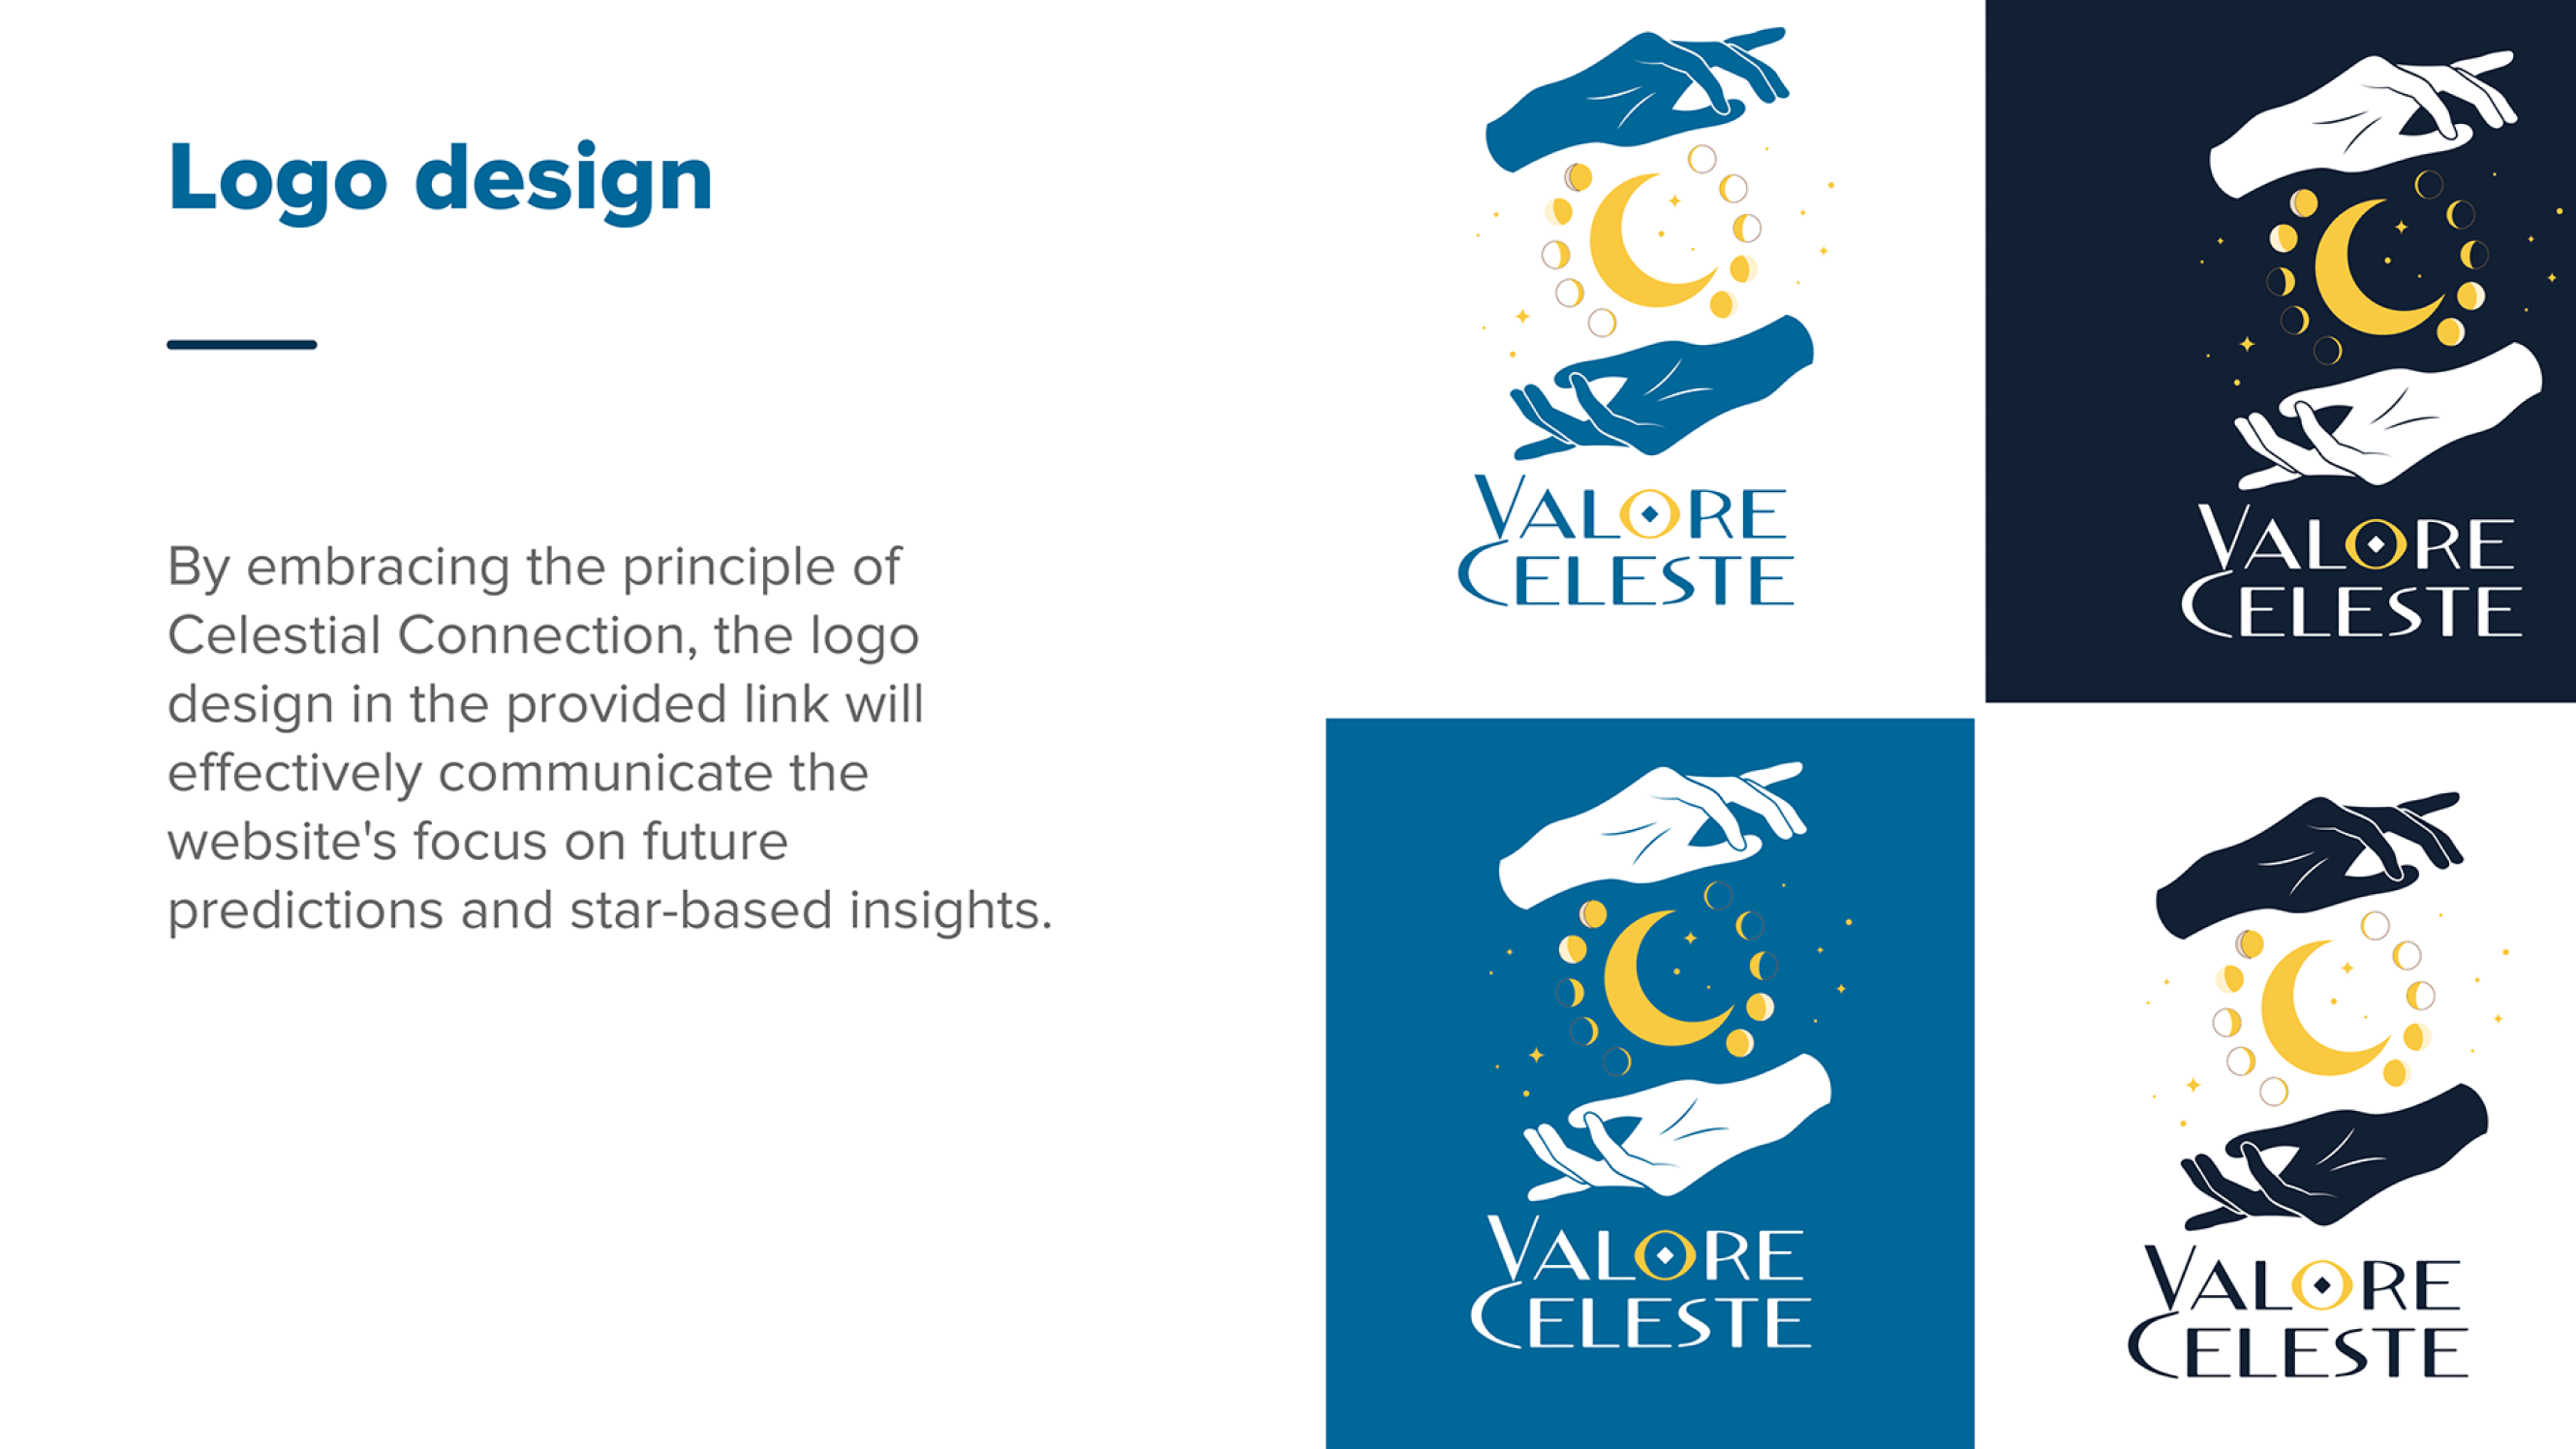 Logo design
By embracing the principle of
Celestial Connection, the logo
design in the provided link will
effectively communicate the
website's focus on future
predictions and star-based insights.
VALORE
CELESTE
VALORE
CELESTE
VALORE
CELESTE
VALORE
CELESTE